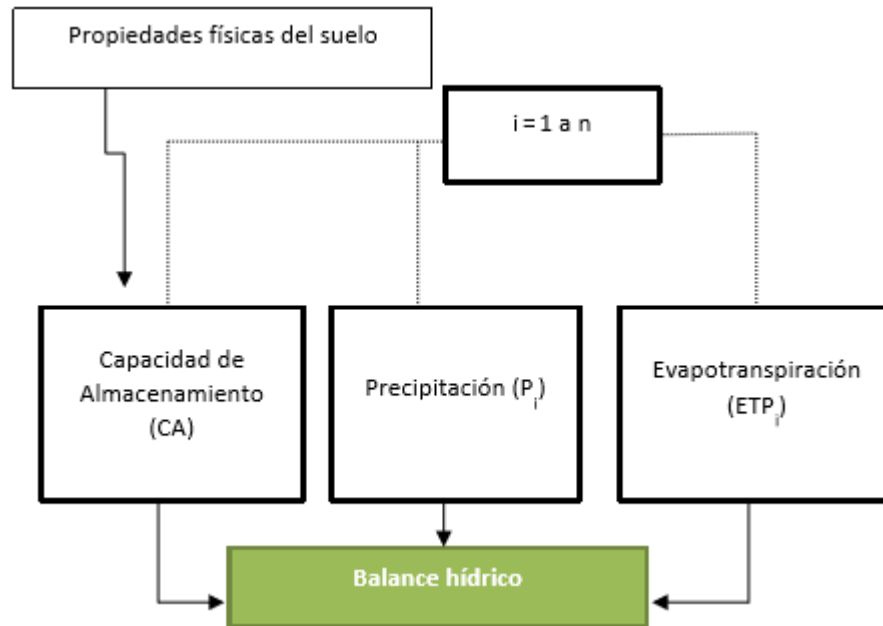 Propiedades físicas del suelo
i = 1 a n
Capacidad de
Almacenamiento
(CA)
Precipitación (Pi)
Evapotranspiración
(ETPi)
Balance hídrico